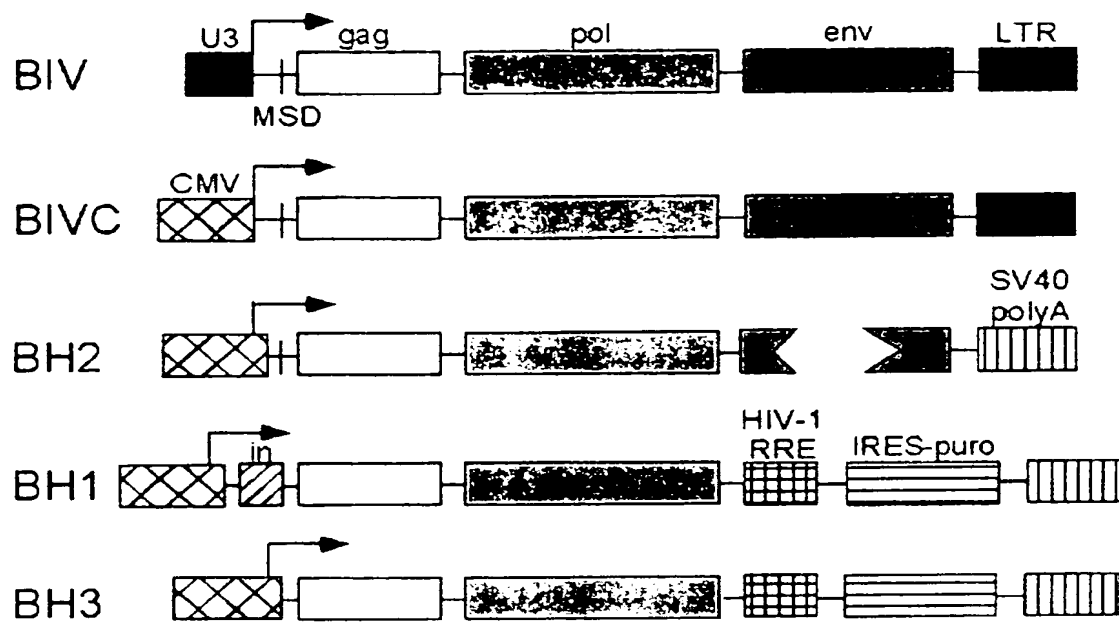 U3 gag pol env LTR
BIV
MSD
CMV
BIVC
SV40
polyA
BH2
HIV-1
in RRE IRES-puro
BH1
BH3